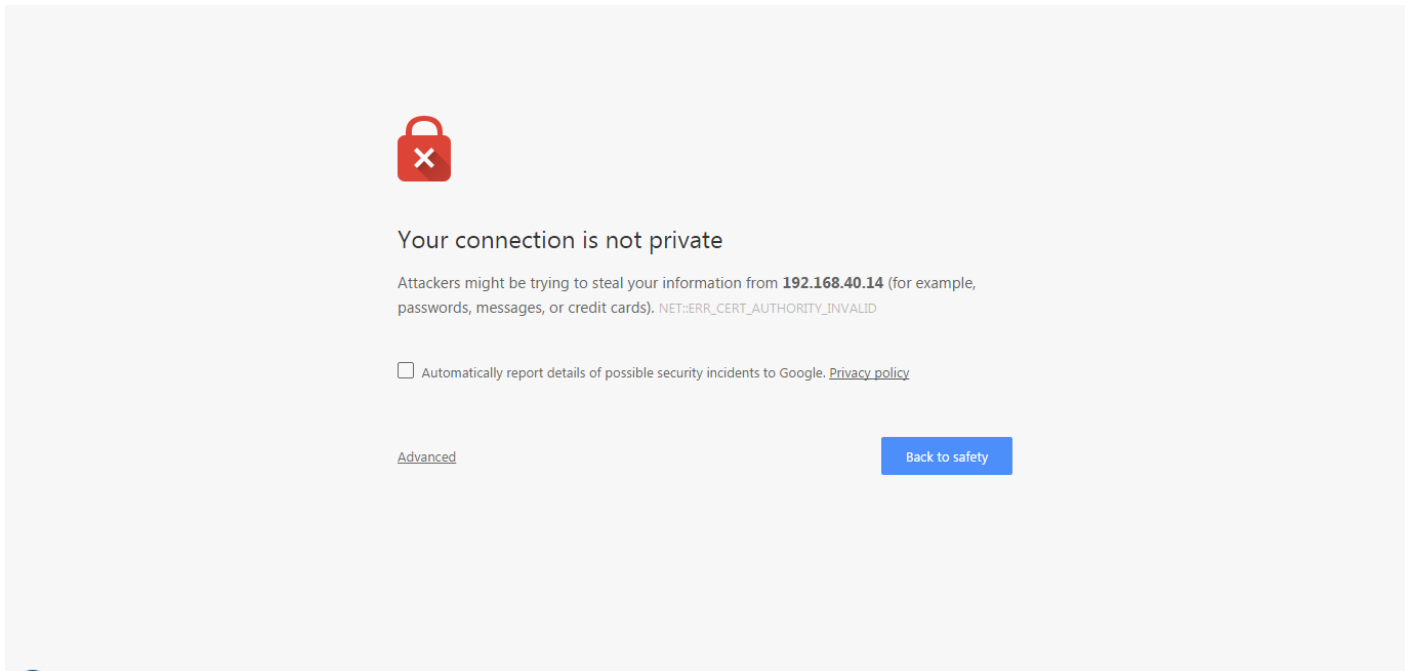 Your connection is not private
Attackers might be trying to steal your information from 192.168.40.14 (for example,
passwords, messages, or credit cards). NET::ERR_CERT_AUTHORITY_INVALID
Automatically report details of possible security incidents to Google. Privacy policy
Advanced
Back to safety